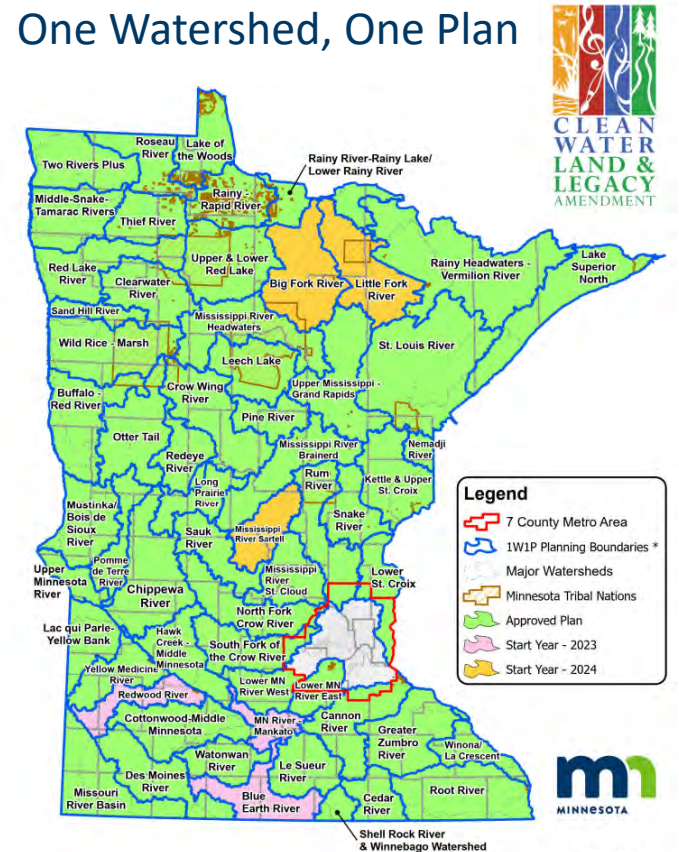 One Watershed, One Plan
CLEAN
WATER
LAND &
LEGACY
AMENDMENT
Roseau
River
Lake of
the Woods
Two Rivers Plus
Rainy River-Rainy Lake/
Lower Rainy River
Middle-Snake-
Tamarac Rivers
Rainy -
Rapid River
Thief River
Upper & Lower
Red Lake
Red Lake
River
Clearwater
River
Big Fork River
Little Fork
River
Rainy Headwaters -
Vermilion River
Lake
Superior
North
Sand Hill River
Mississippi River
Headwaters
Wild Rice - Marsh
Leech Lake
St. Louis River
Buffalo -
Red River
Crow Wing
River
Upper Mississippi -
Grand Rapids
Pine River
Otter Tail
Redeye
River
Mississippi River
Brainerd
Nemadji
River
Long
Prairie
River
Rum
River
Kettle & Upper
St. Croix
Mustinka/
Bois de
Sioux
River
Sauk
River
Mississippi
River Sartell
Snake
River
Upper
Minnesota
River
Pomme
de Terre
River
Chippewa
River
Mississippi
River
St. Cloud
Lower
St. Croix
North Fork
Crow River
Lac qui Parle-
Yellow Bank
Hawk
Creek -
Middle
Minnesota
South Fork of
the Crow River
Yellow Medicine
River
Lower MN
River West
Lower MN
River East
Redwood River
Cottonwood-Middle
Minnesota
MN River -
Mankato
Cannon
River
Greater
Zumbro
River
Winona/
La Crescent
Watonwan
River
Le Sueur
River
Des Moines
River
Missouri
River Basin
Blue
Earth River
Cedar
River
Root River
Shell Rock River
& Winnebago Watershed
Legend
7 County Metro Area
1W1P Planning Boundaries *
Major Watersheds
Minnesota Tribal Nations
Approved Plan
Start Year - 2023
Start Year - 2024
MINNESOTA